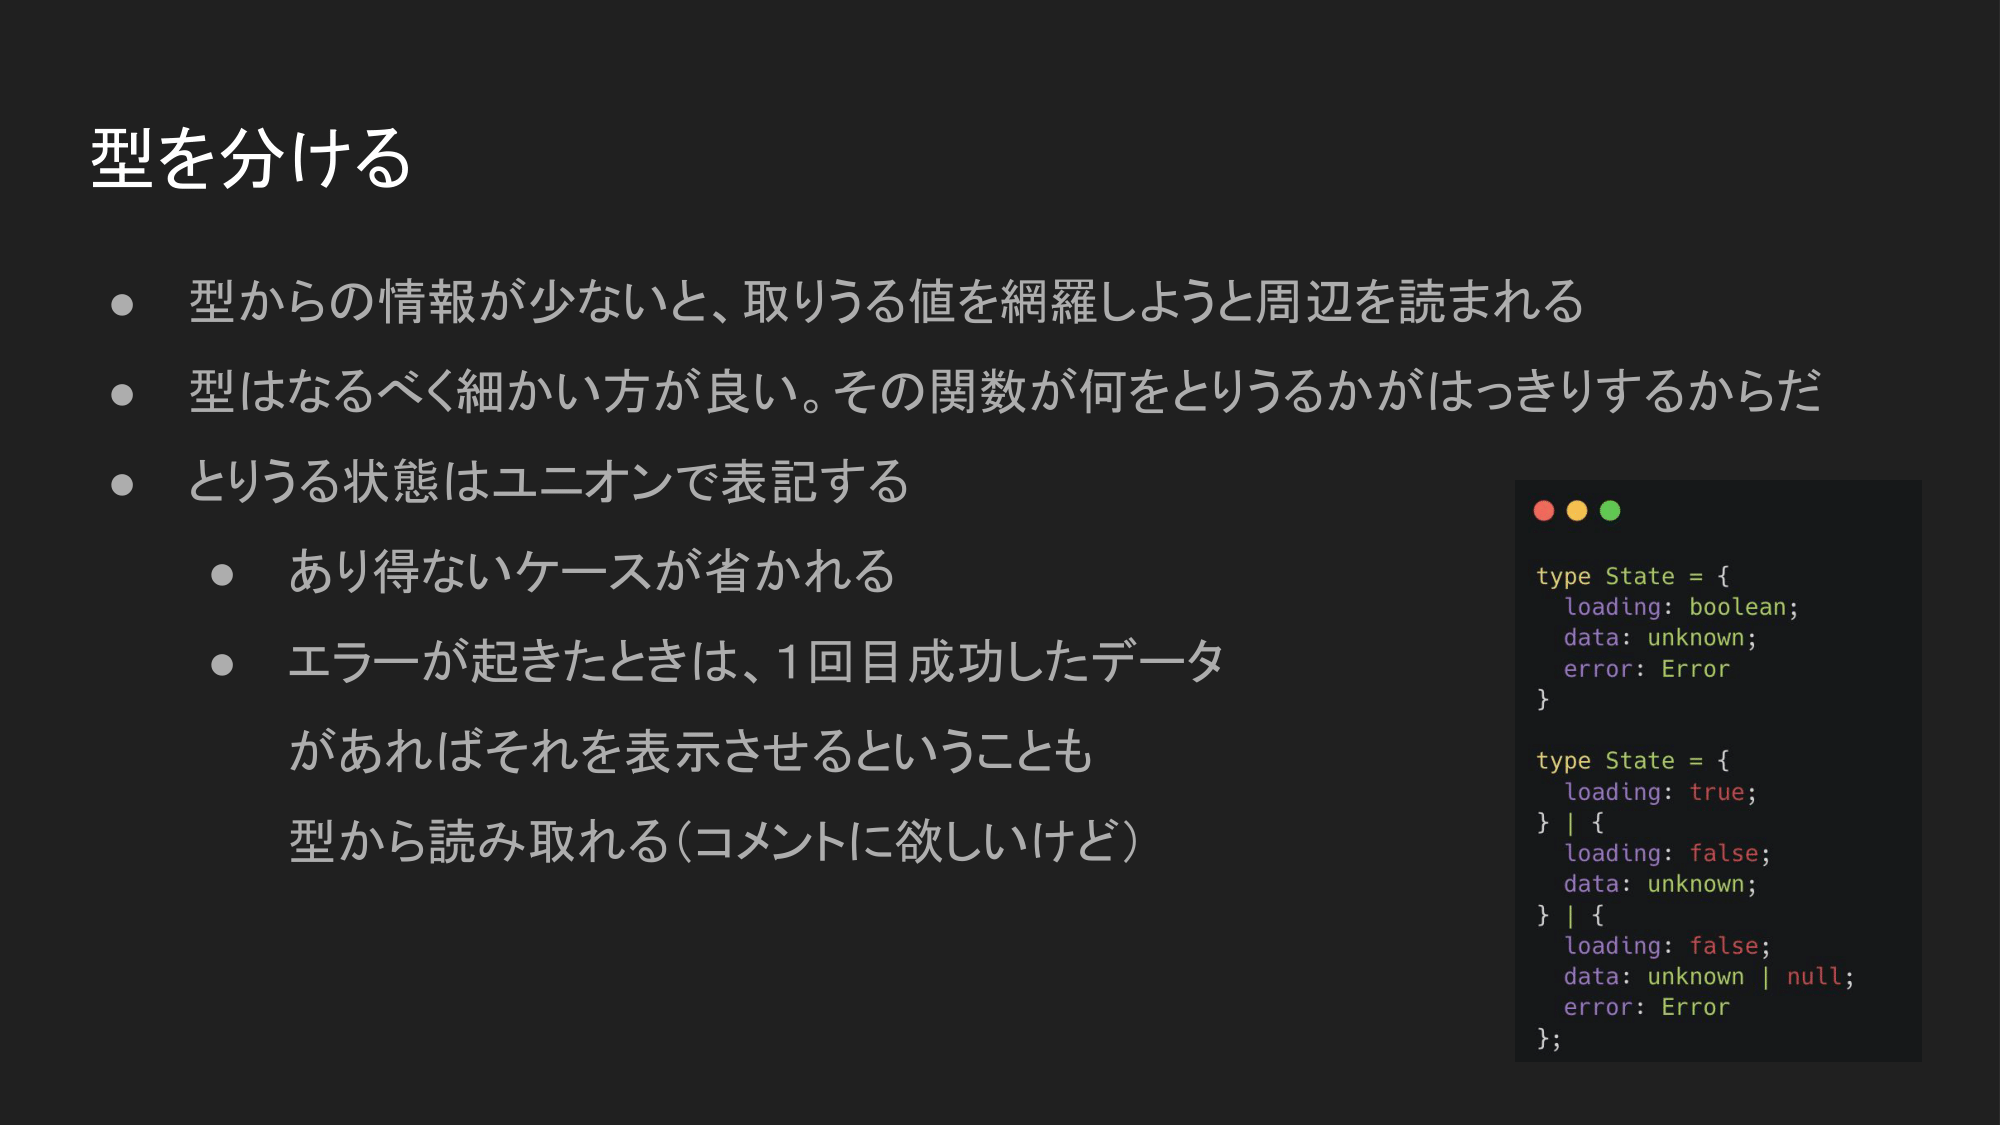 型を分ける
● 型からの情報が少ないと、取りうる値を網羅しようと周辺を読まれる
● 型はなるべく細かい方が良い。その関数が何をとりうるかがはっきりするからだ
● とりうる状態はユニオンで表記する
● あり得ないケースが省かれる
● エラーが起きたときは、1回目成功したデータ
があればそれを表示させるということも
型から読み取れる(コメントに欲しいけど)
type State = {
  loading: boolean;
  data: unknown;
  error: Error
}
type State = {
  loading: true;
} | {
  loading: false;
  data: unknown;
} | {
  loading: false;
  data: unknown | null;
  error: Error
};